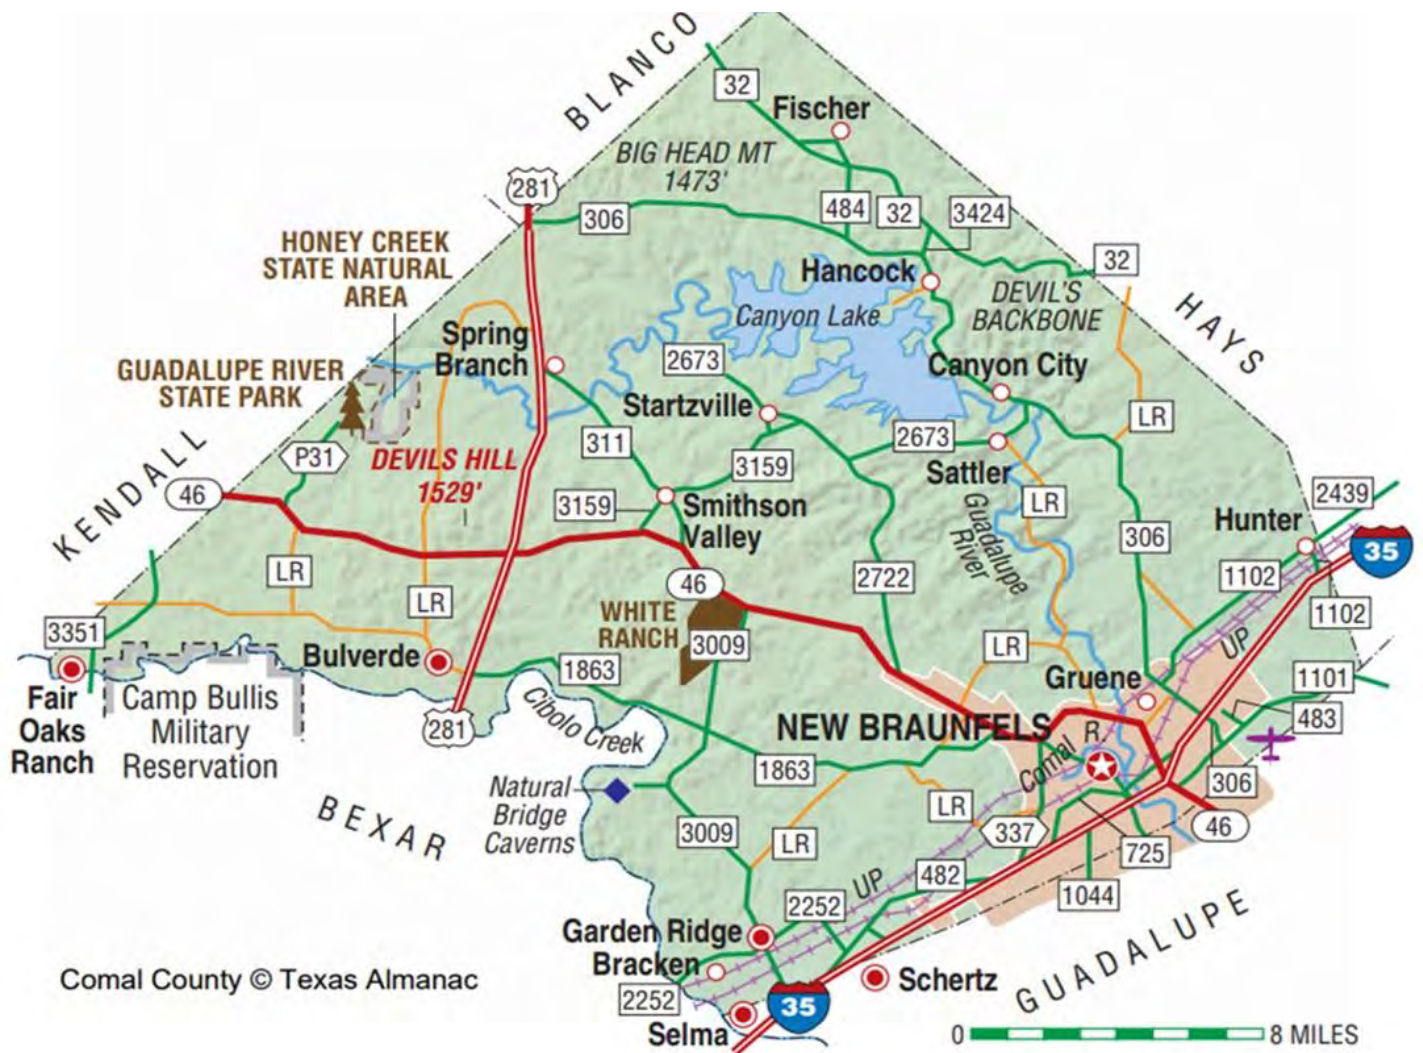 BLANCO
32
Fischer
BIG HEAD MT
1473'
281
306
484
32
3424
HONEY CREEK
STATE NATURAL
AREA
Hancock
32
DEVIL'S
BACKBONE
Canyon Lake
HAYS
Spring
Branch
GUADALUPE RIVER
STATE PARK
2673
Canyon City
Startzville
LR
KENDALL
P31
DEVILS HILL
1529'
311
3159
2673
Sattler
46
3159
Smithson
Valley
LR
Guadalupe
River
2439
Hunter
306
35
LR
46
2722
1102
1102
LR
WHITE
RANCH
3009
3351
Bulverde
1863
LR
UP
Gruene
1101
Fair
Oaks
Ranch
Camp Bullis
Military
Reservation
281
Cibolo Creek
NEW BRAUNFELS
Comal R.
483
1863
306
Natural
Bridge
Caverns
BEXAR
3009
LR
LR
337
46
725
UP
482
1044
2252
GUADALUPE
Garden Ridge
Bracken
Comal County © Texas Almanac
2252
Schertz
35
Selma
0 8 MILES